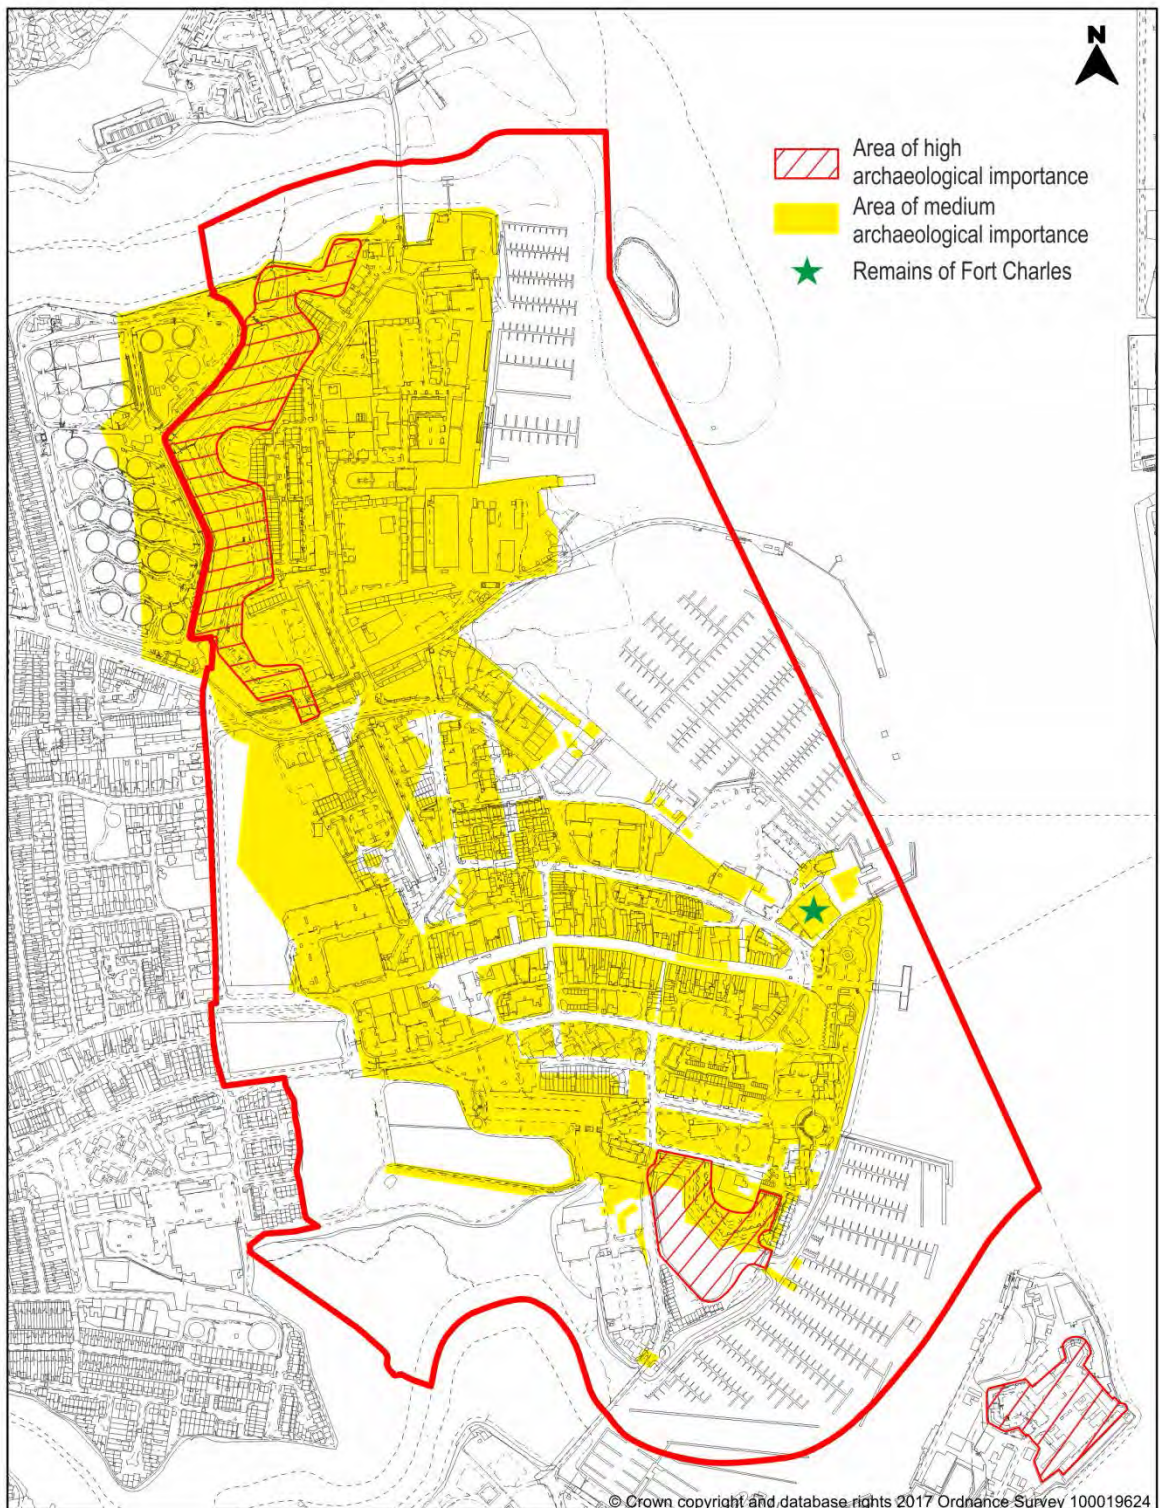 N
Area of high
archaeological importance
Area of medium
archaeological importance
Remains of Fort Charles
© Crown copyright and database rights 2017 Ordnance Survey 100019624